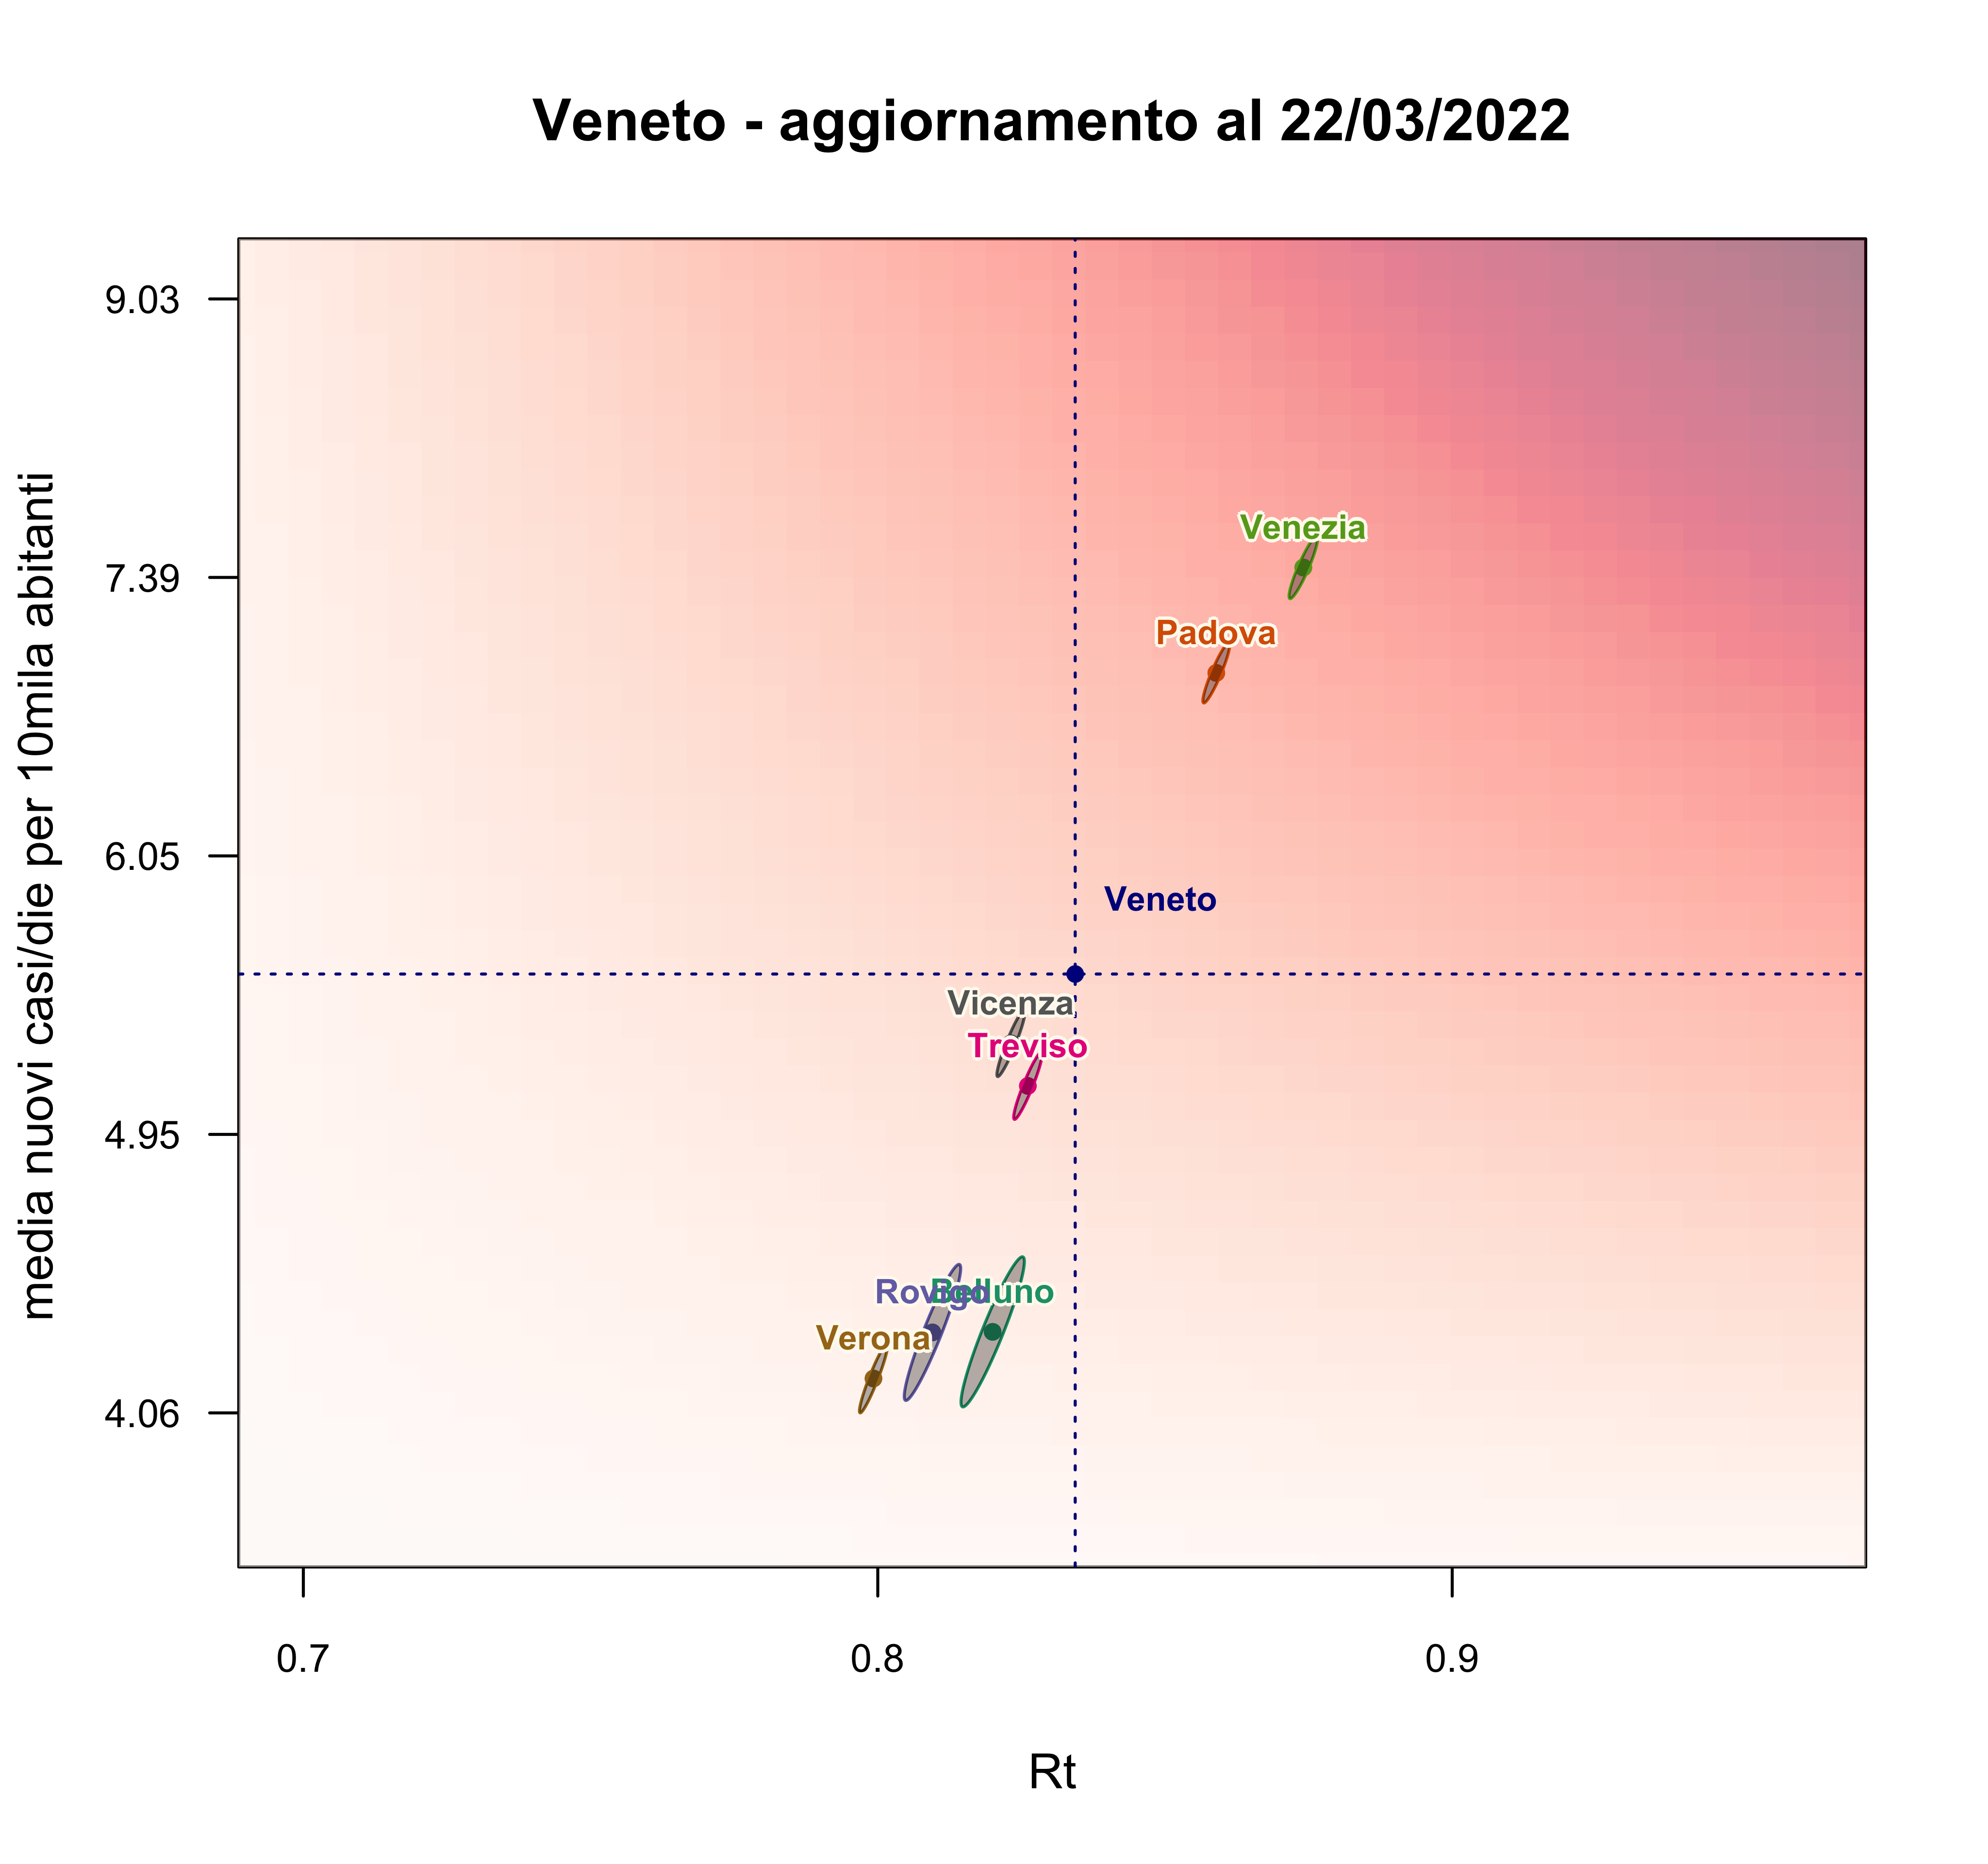 Veneto - aggiornamento al 22/03/2022
media nuovi casi/die per 10mila abitanti
9.03
7.39
6.05
4.95
4.06
Venezia
Padova
Veneto
Vicenza
Treviso
Rovigo
Belluno
Verona
0.7
0.8
0.9
Rt